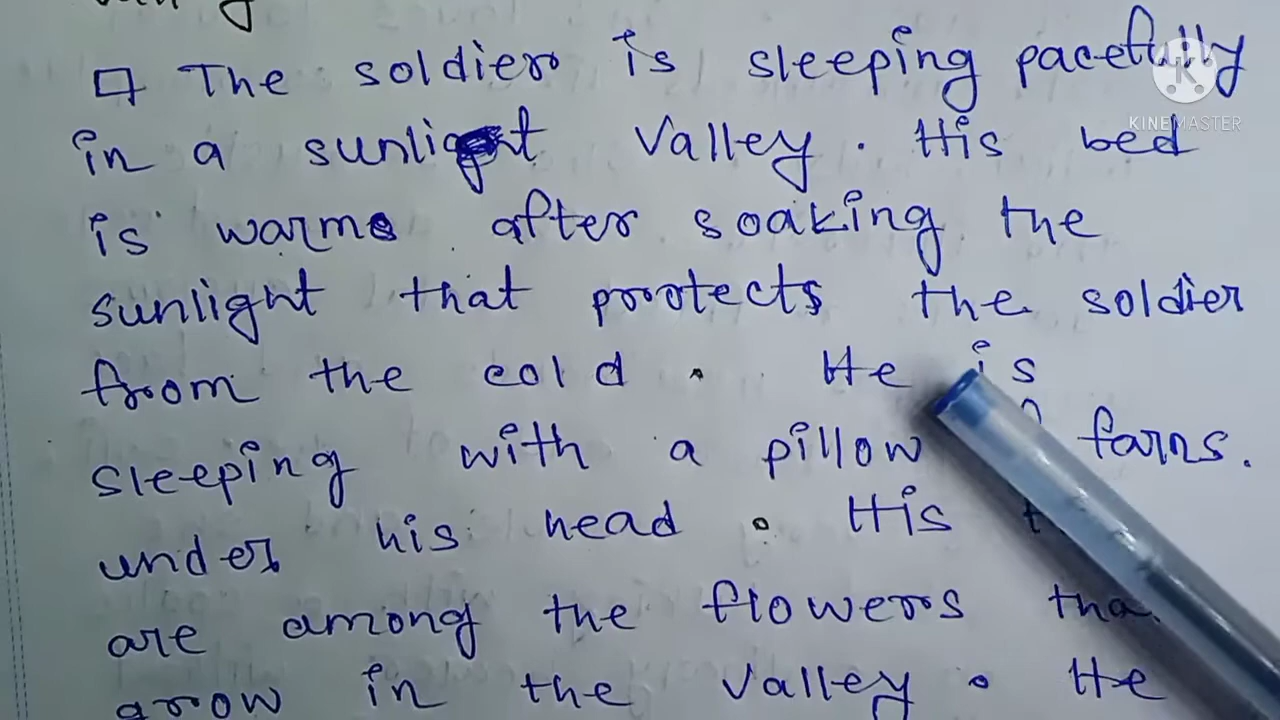 The soldier is sleeping pacefully
in a sunlight Valley. His bed
is warm after soaking the
sunlight that protects the soldier
from the cold. He is
sleeping with a pillow farns.
under his head. His
are among the flowers
grow in the valley. He
KINEMASTER